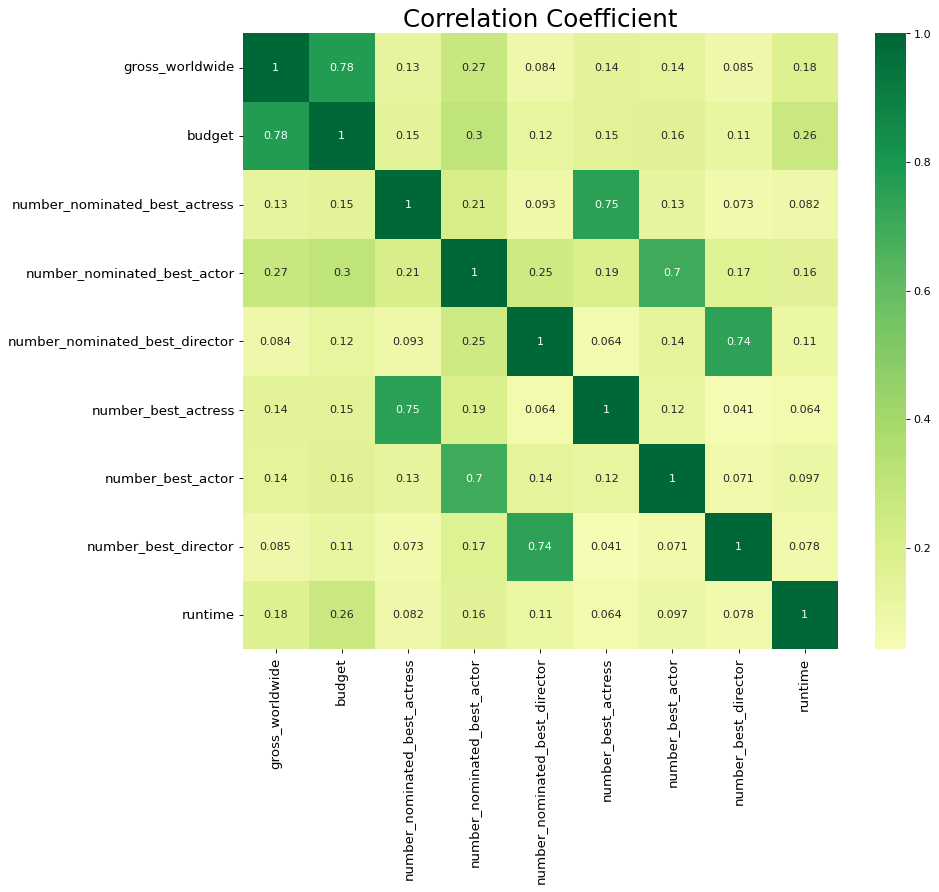 Correlation Coefficient
gross_worldwide 1 0.78 0.13 0.27 0.084 0.14 0.14 0.085 0.18
budget 0.78 1 0.15 0.3 0.12 0.15 0.16 0.11 0.26
number_nominated_best_actress 0.13 0.15 1 0.21 0.093 0.75 0.13 0.073 0.082
number_nominated_best_actor 0.27 0.3 0.21 1 0.25 0.19 0.7 0.17 0.16
number_nominated_best_director 0.084 0.12 0.093 0.25 1 0.064 0.14 0.74 0.11
number_best_actress 0.14 0.15 0.75 0.19 0.064 1 0.12 0.041 0.064
number_best_actor 0.14 0.16 0.13 0.7 0.14 0.12 1 0.071 0.097
number_best_director 0.085 0.11 0.073 0.17 0.74 0.041 0.071 1 0.078
runtime 0.18 0.26 0.082 0.16 0.11 0.064 0.097 0.078 1
gross_worldwide
budget
number_nominated_best_actress
number_nominated_best_actor
number_nominated_best_director
number_best_actress
number_best_actor
number_best_director
runtime
1.0
0.8
0.6
0.4
0.2